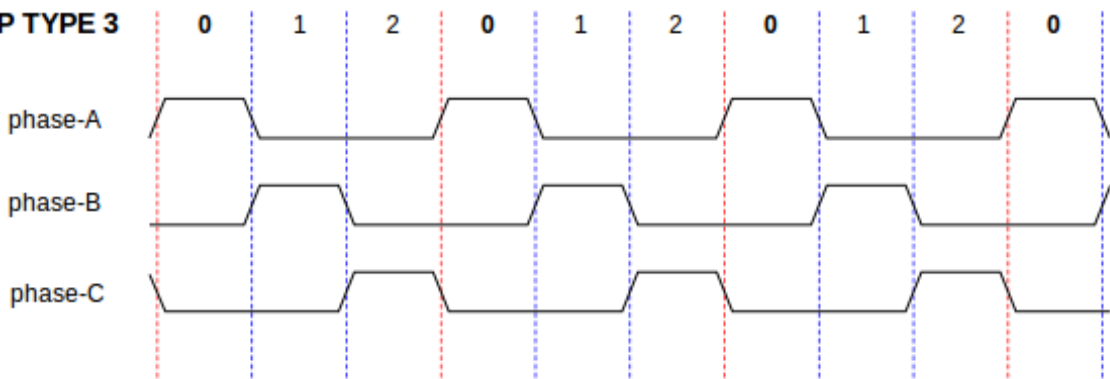 P TYPE 3 0 1 2 0 1 2 0 1 2 0
phase-A
phase-B
phase-C